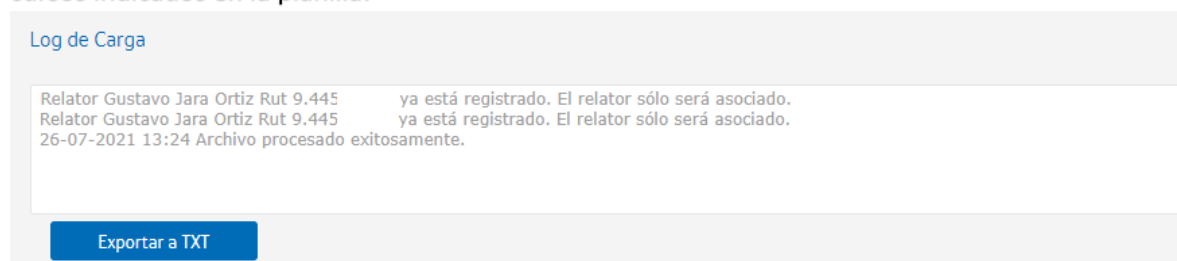 Log de Carga
Relator Gustavo Jara Ortiz Rut 9.445 ya está registrado. El relator sólo será asociado.
Relator Gustavo Jara Ortiz Rut 9.445 ya está registrado. El relator sólo será asociado.
26-07-2021 13:24 Archivo procesado exitosamente.
Exportar a TXT